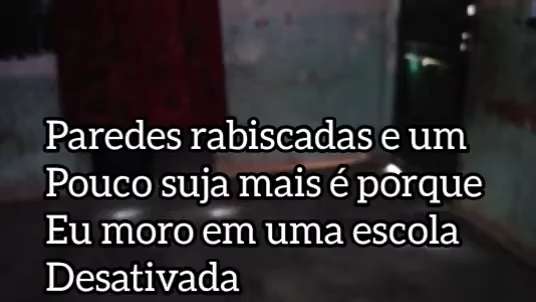 Paredes rabiscadas e um
Pouco suja mais é porque
Eu moro em uma escola
Desativada